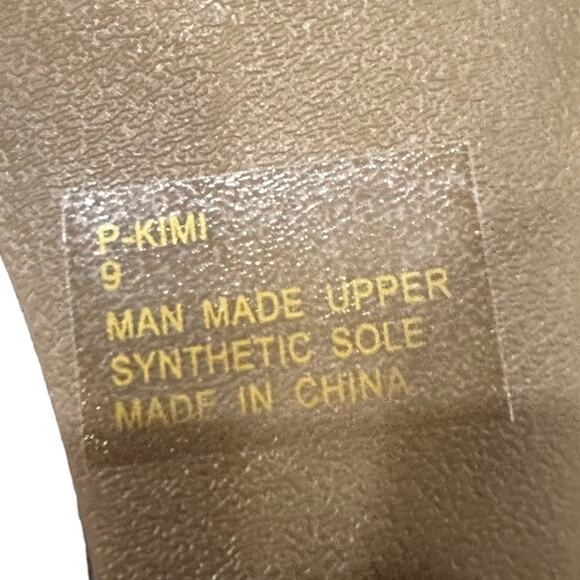 P-KIMI
9
MAN MADE UPPER
SYNTHETIC SOLE
MADE IN CHINA